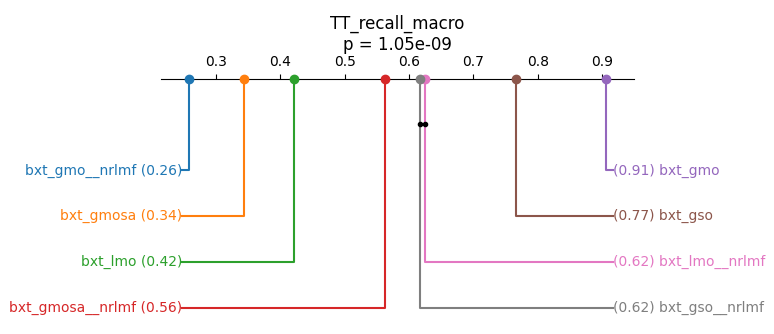 TT_recall_macro
p = 1.05e-09
0.3 0.4 0.5 0.6 0.7 0.8 0.9
bxt_gmo__nrlmf (0.26) (0.91) bxt_gmo
bxt_gmosa (0.34) (0.77) bxt_gso
bxt_lmo (0.42) (0.62) bxt_lmo__nrlmf
bxt_gmosa__nrlmf (0.56) (0.62) bxt_gso__nrlmf